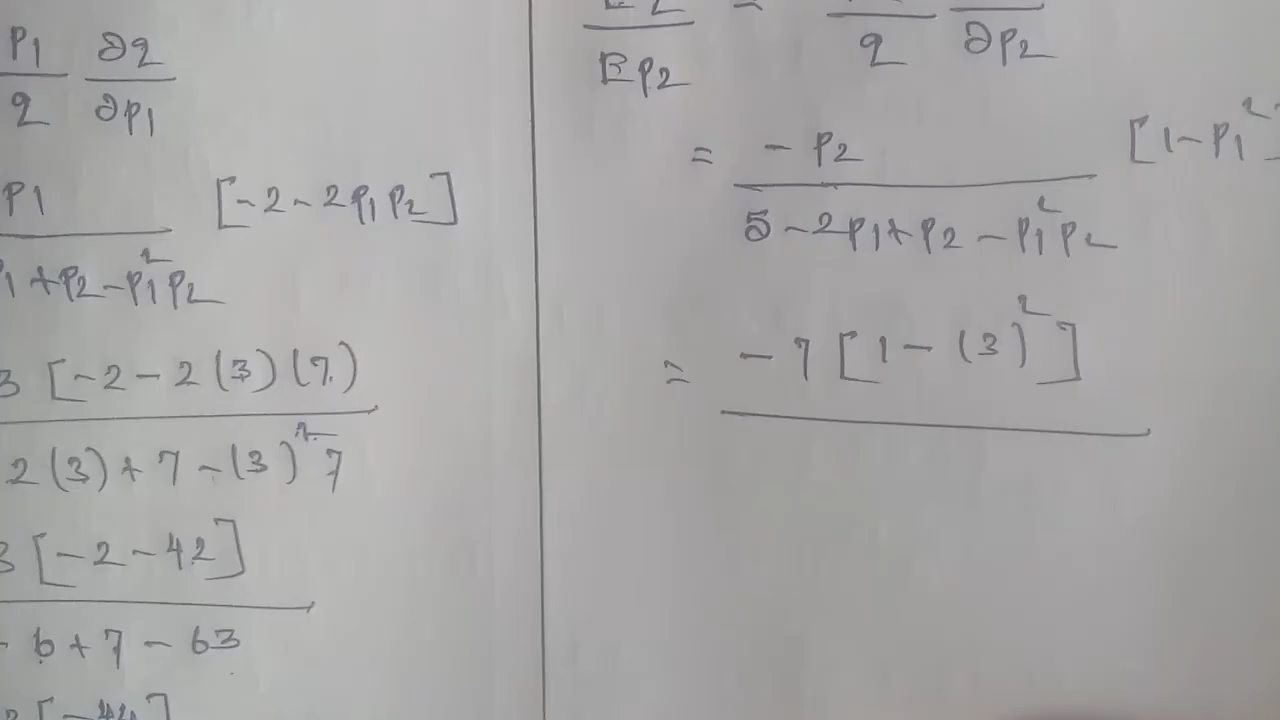 P1 ∂q
q ∂p1
P1 [-2-2p1p2]
1+p2-p1²p2
3 [-2-2(3)(7)
2(3)+7-(3)²7
3 [-2-42]
- 6+7-63
[-44]
Ep2 q ∂p2
= -p2 [1-p1²]
5-2p1+p2-p1²p2
= -7[1-(3)²]